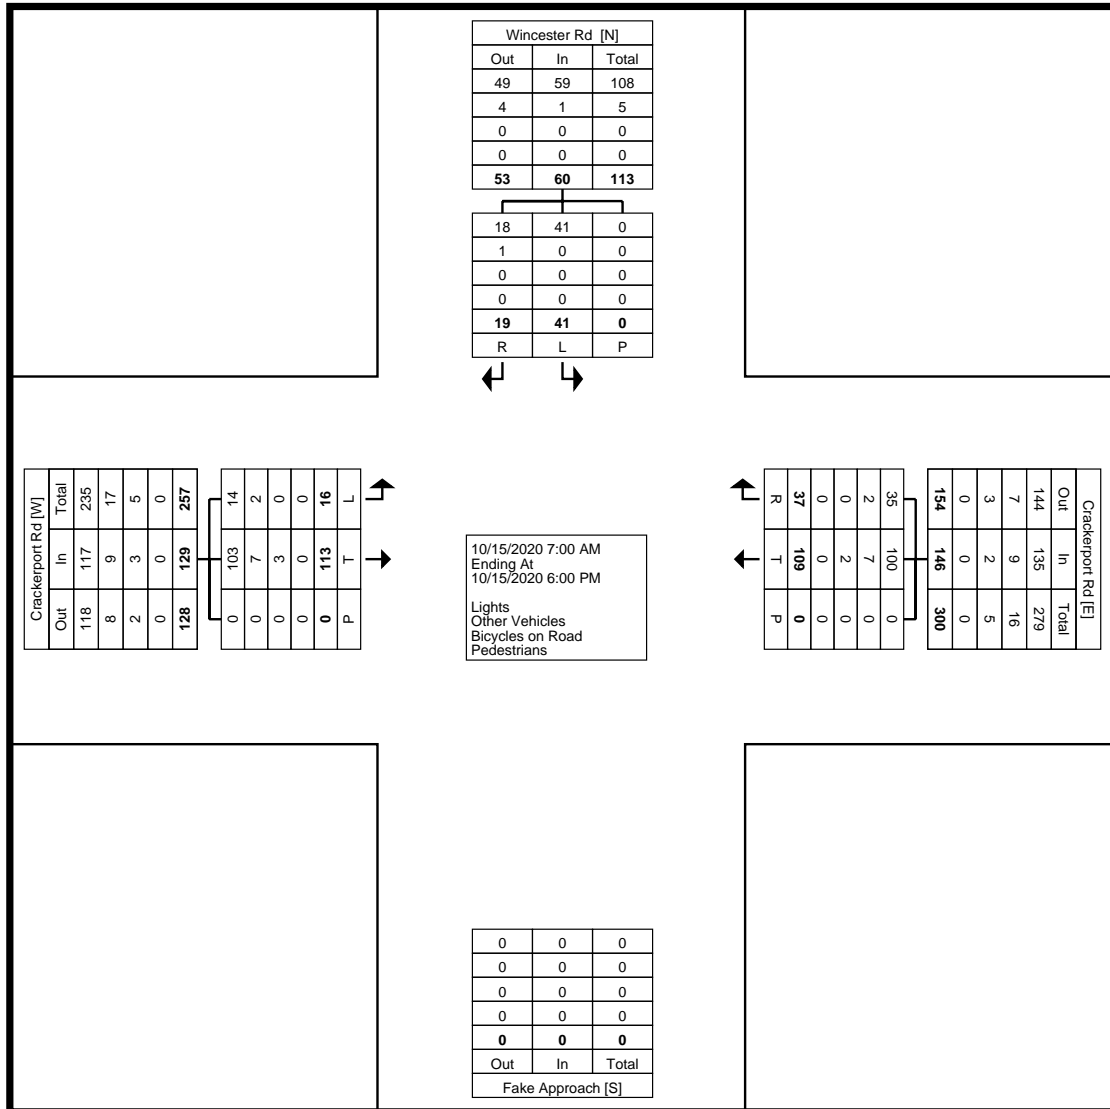 Wincester Rd [N]
Out In Total
49 59 108
4 1 5
0 0 0
0 0 0
53 60 113
18 41 0
1 0 0
0 0 0
0 0 0
19 41 0
R L P
Crackerport Rd [W]
Out In Total
118 117 235
8 9 17
2 3 5
0 0 0
128 129 257
0 103 14
0 7 2
0 3 0
0 0 0
0 113 16
P T L
10/15/2020 7:00 AM
Ending At
10/15/2020 6:00 PM
Lights
Other Vehicles
Bicycles on Road
Pedestrians
Crackerport Rd [E]
Out In Total
144 135 279
7 9 16
3 2 5
0 0 0
154 146 300
35 100 0
2 7 0
0 2 0
0 0 0
37 109 0
R T P
0 0 0
0 0 0
0 0 0
0 0 0
0 0 0
Out In Total
Fake Approach [S]